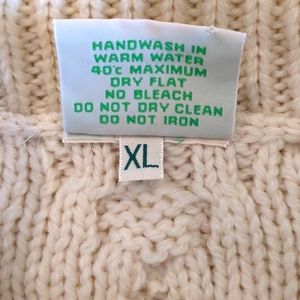 HANDWASH IN
WARM WATER
40°c MAXIMUM
DRY FLAT
NO BLEACH
DO NOT DRY CLEAN
DO NOT IRON
XL